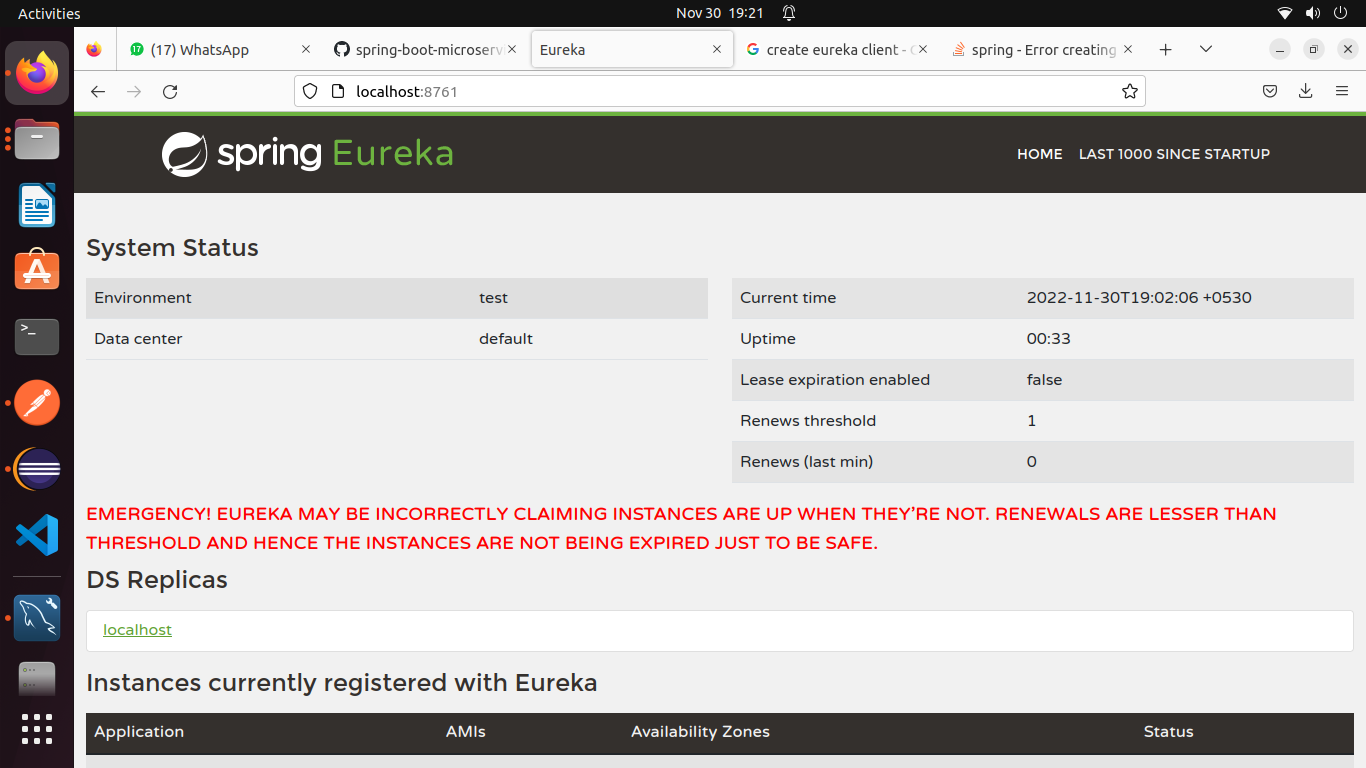 Activities
Nov 30 19:21
17 (17) WhatsApp
spring-boot-microserv
Eureka
create eureka client -
spring - Error creating
localhost:8761
spring Eureka
HOME LAST 1000 SINCE STARTUP
System Status
Environment test
Data center default
Current time 2022-11-30T19:02:06 +0530
Uptime 00:33
Lease expiration enabled false
Renews threshold 1
Renews (last min) 0
EMERGENCY! EUREKA MAY BE INCORRECTLY CLAIMING INSTANCES ARE UP WHEN THEY'RE NOT. RENEWALS ARE LESSER THAN
THRESHOLD AND HENCE THE INSTANCES ARE NOT BEING EXPIRED JUST TO BE SAFE.
DS Replicas
localhost
Instances currently registered with Eureka
Application AMIs Availability Zones Status